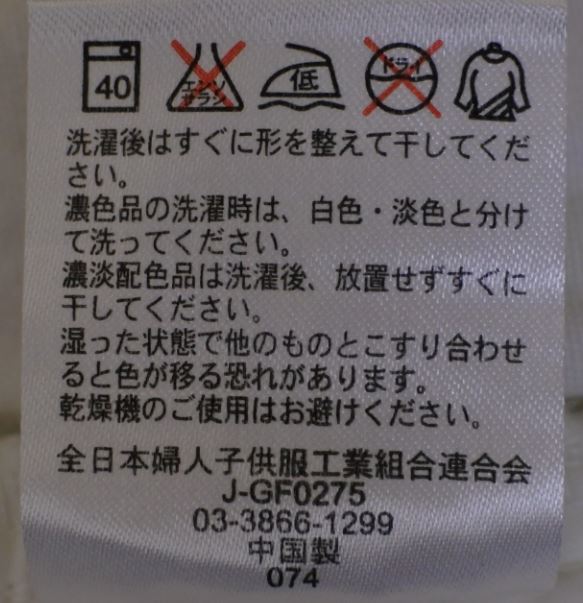 40 エンソ サラシ 低 ドライ
洗濯後はすぐに形を整えて干してくだ
さい。
濃色品の洗濯時は、白色・淡色と分け
て洗ってください。
濃淡配色品は洗濯後、放置せずすぐに
干してください。
湿った状態で他のものとこすり合わせ
ると色が移る恐れがあります。
乾燥機のご使用はお避けください。
全日本婦人子供服工業組合連合会
J-GF0275
03-3866-1299
中国製
074